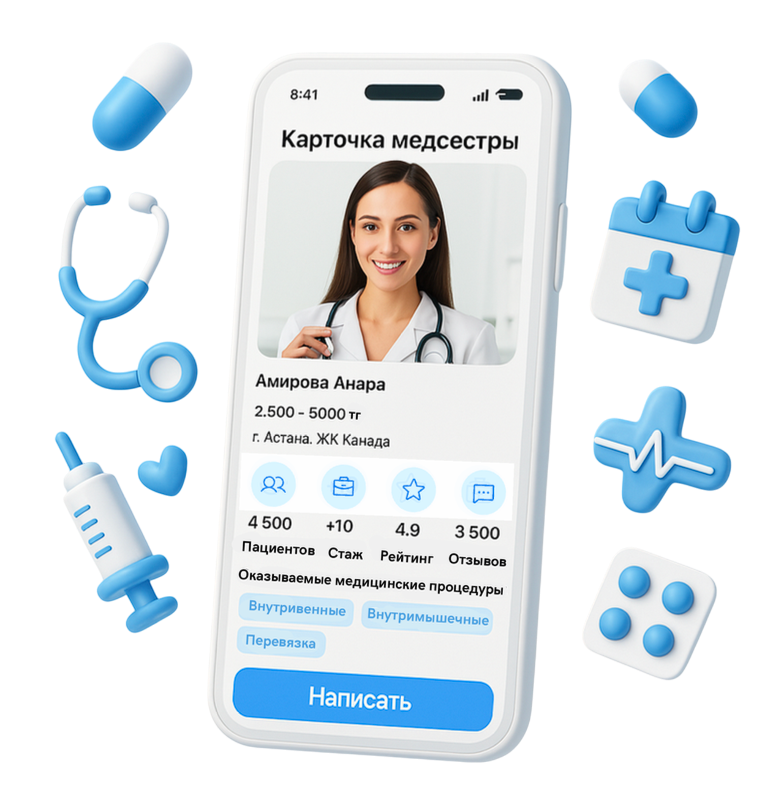 8:41
Карточка медсестры
Амирова Анара
2.500 - 5000 тг
г. Астана. ЖК Канада
4 500 +10 4.9 3 500
Пациентов Стаж Рейтинг Отзывов
Оказываемые медицинские процедуры
Внутривенные Внутримышечные
Перевязка
Написать